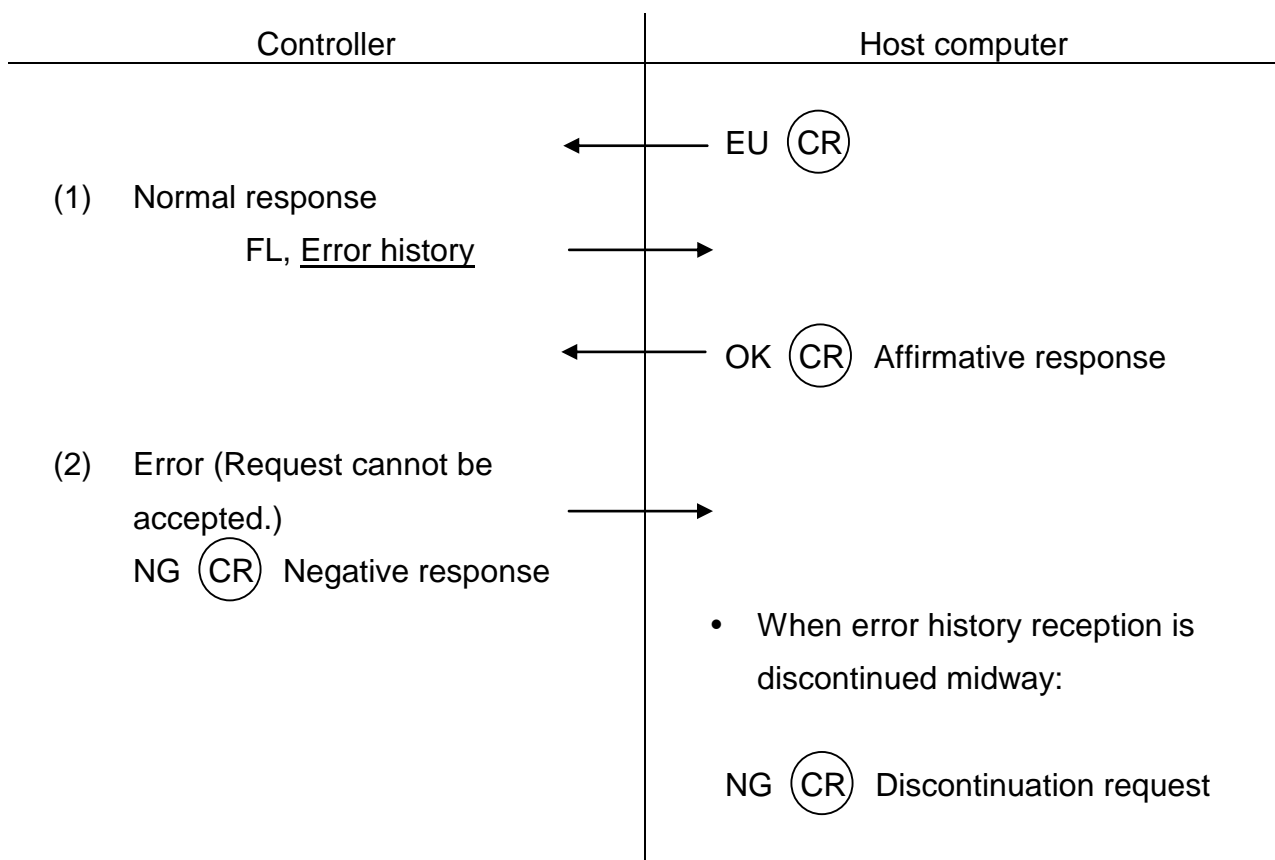 Controller Host computer
EU CR
(1) Normal response
FL, Error history
OK CR Affirmative response
(2) Error (Request cannot be
accepted.)
NG CR Negative response
• When error history reception is
discontinued midway:
NG CR Discontinuation request